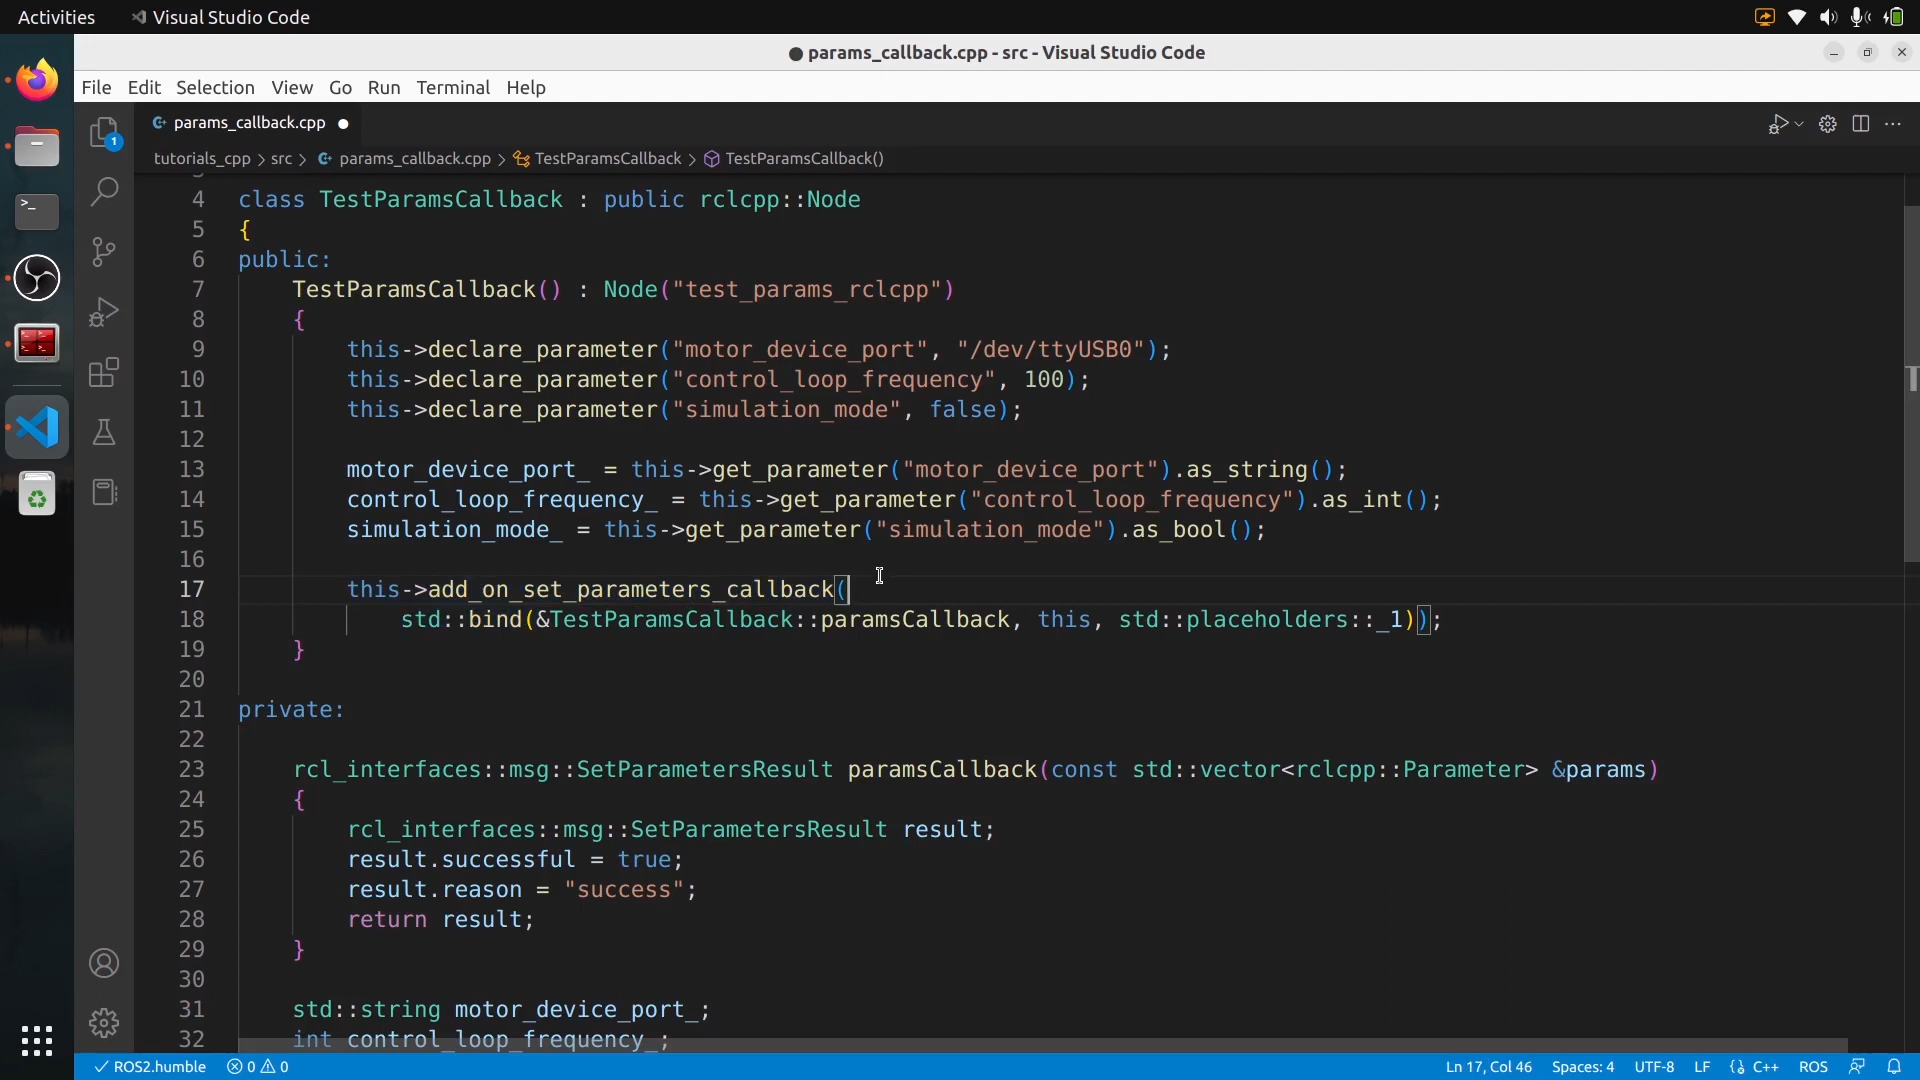 Activities
Visual Studio Code
params_callback.cpp - src - Visual Studio Code
File Edit Selection View Go Run Terminal Help
params_callback.cpp
tutorials_cpp > src > params_callback.cpp > TestParamsCallback > TestParamsCallback()
4 class TestParamsCallback : public rclcpp::Node
5 {
6 public:
7 TestParamsCallback() : Node("test_params_rclcpp")
8 {
9 this->declare_parameter("motor_device_port", "/dev/ttyUSB0");
10 this->declare_parameter("control_loop_frequency", 100);
11 this->declare_parameter("simulation_mode", false);
12
13 motor_device_port_ = this->get_parameter("motor_device_port").as_string();
14 control_loop_frequency_ = this->get_parameter("control_loop_frequency").as_int();
15 simulation_mode_ = this->get_parameter("simulation_mode").as_bool();
16
17 this->add_on_set_parameters_callback(
18 std::bind(&TestParamsCallback::paramsCallback, this, std::placeholders::_1));
19 }
20
21 private:
22
23 rcl_interfaces::msg::SetParametersResult paramsCallback(const std::vector<rclcpp::Parameter> &params)
24 {
25 rcl_interfaces::msg::SetParametersResult result;
26 result.successful = true;
27 result.reason = "success";
28 return result;
29 }
30
31 std::string motor_device_port_;
32 int control_loop_frequency_;
1
ROS2.humble 0 0 Ln 17, Col 46 Spaces: 4 UTF-8 LF {} C++ ROS